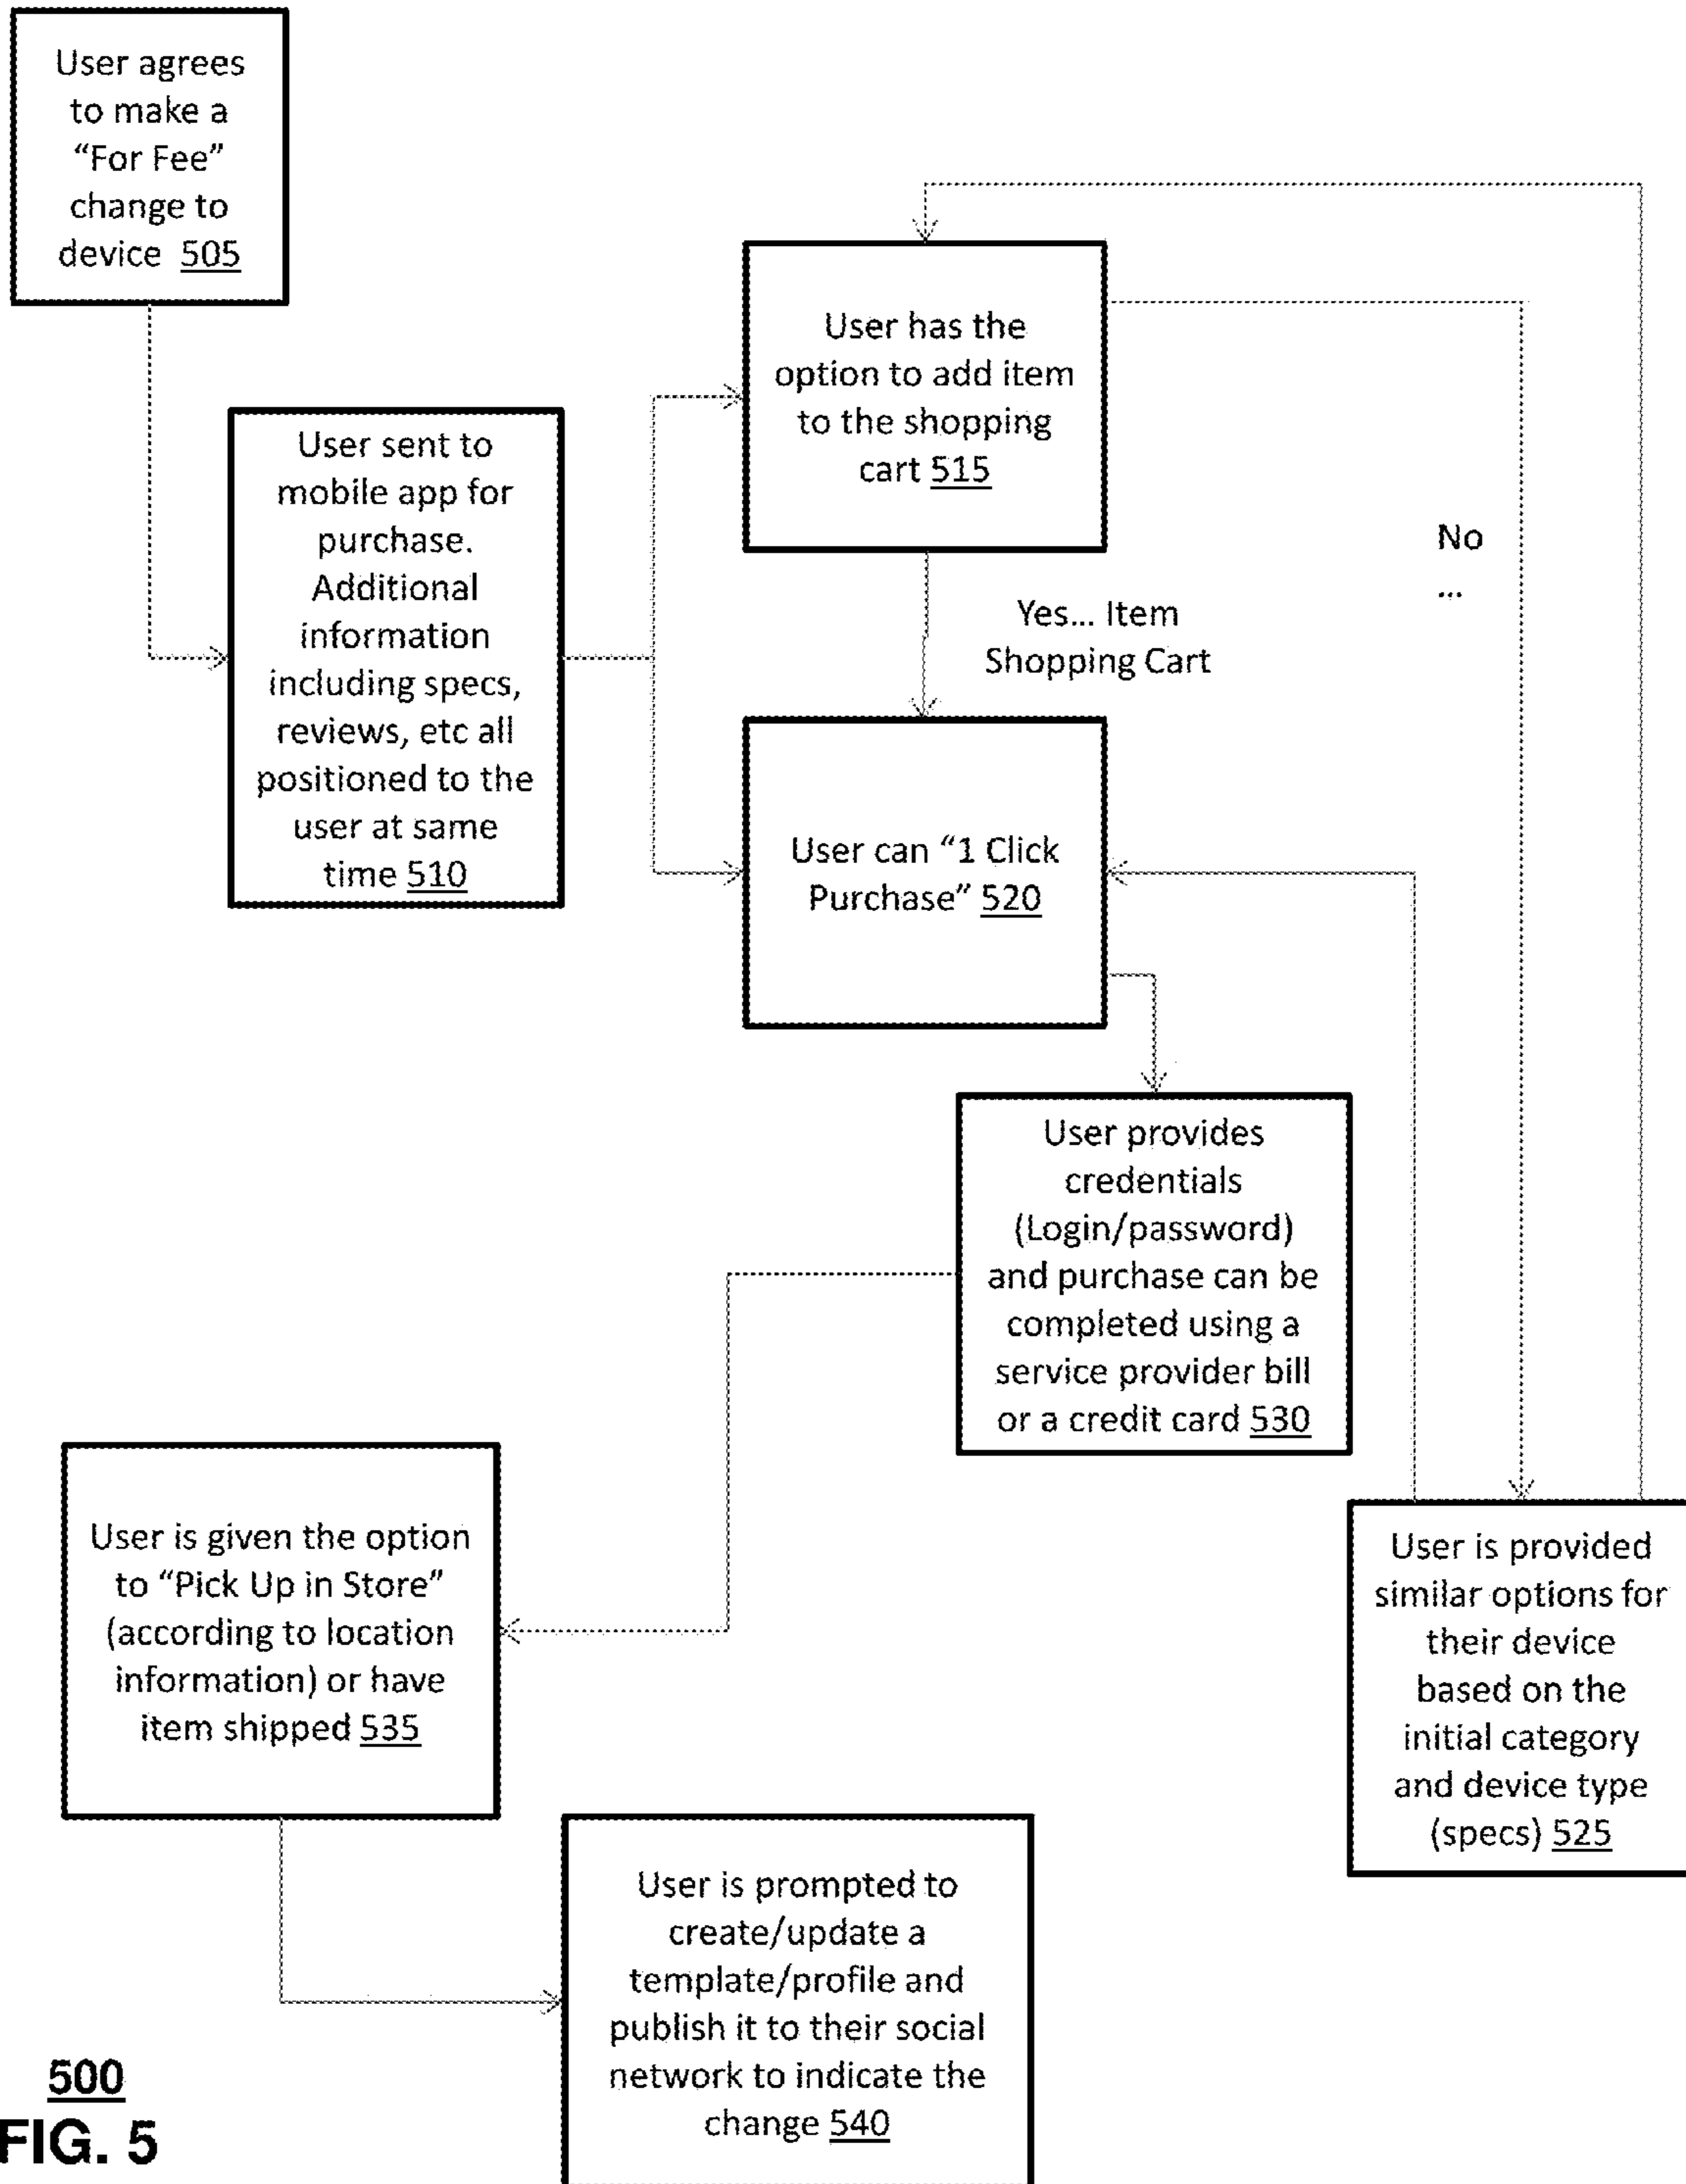 User agrees
to make a
“For Fee”
change to
device 505
User sent to
mobile app for
purchase.
Additional
information
including specs,
reviews, etc all
positioned to the
user at same
time 510
User has the
option to add item
to the shopping
cart 515
No
...
Yes... Item
Shopping Cart
User can “1 Click
Purchase” 520
User provides
credentials
(Login/password)
and purchase can be
completed using a
service provider bill
or a credit card 530
User is given the option
to “Pick Up in Store”
(according to location
information) or have
item shipped 535
User is provided
similar options for
their device
based on the
initial category
and device type
(specs) 525
User is prompted to
create/update a
template/profile and
publish it to their social
network to indicate the
change 540
500
FIG. 5